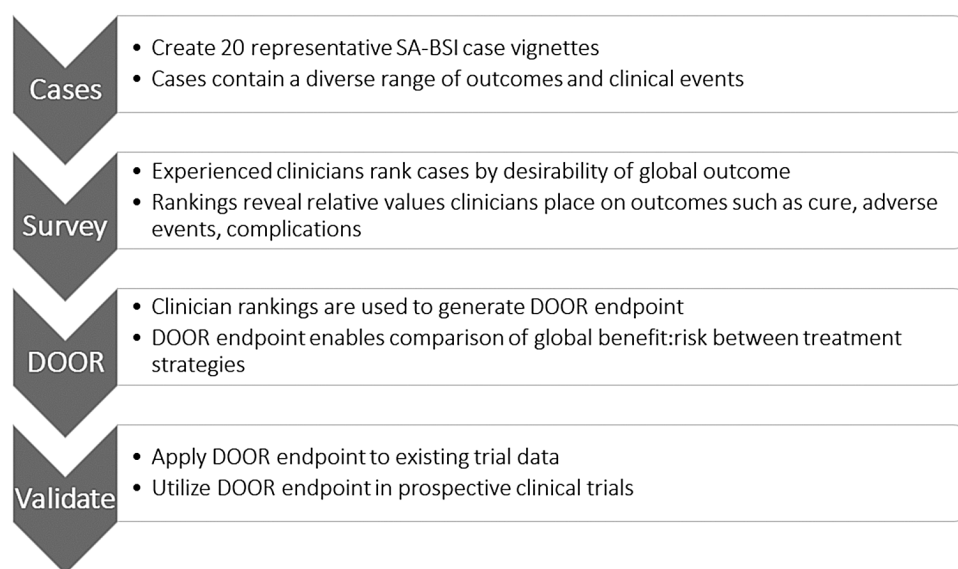 Cases
• Create 20 representative SA-BSI case vignettes
• Cases contain a diverse range of outcomes and clinical events
Survey
• Experienced clinicians rank cases by desirability of global outcome
• Rankings reveal relative values clinicians place on outcomes such as cure, adverse
events, complications
DOOR
• Clinician rankings are used to generate DOOR endpoint
• DOOR endpoint enables comparison of global benefit:risk between treatment
strategies
Validate
• Apply DOOR endpoint to existing trial data
• Utilize DOOR endpoint in prospective clinical trials